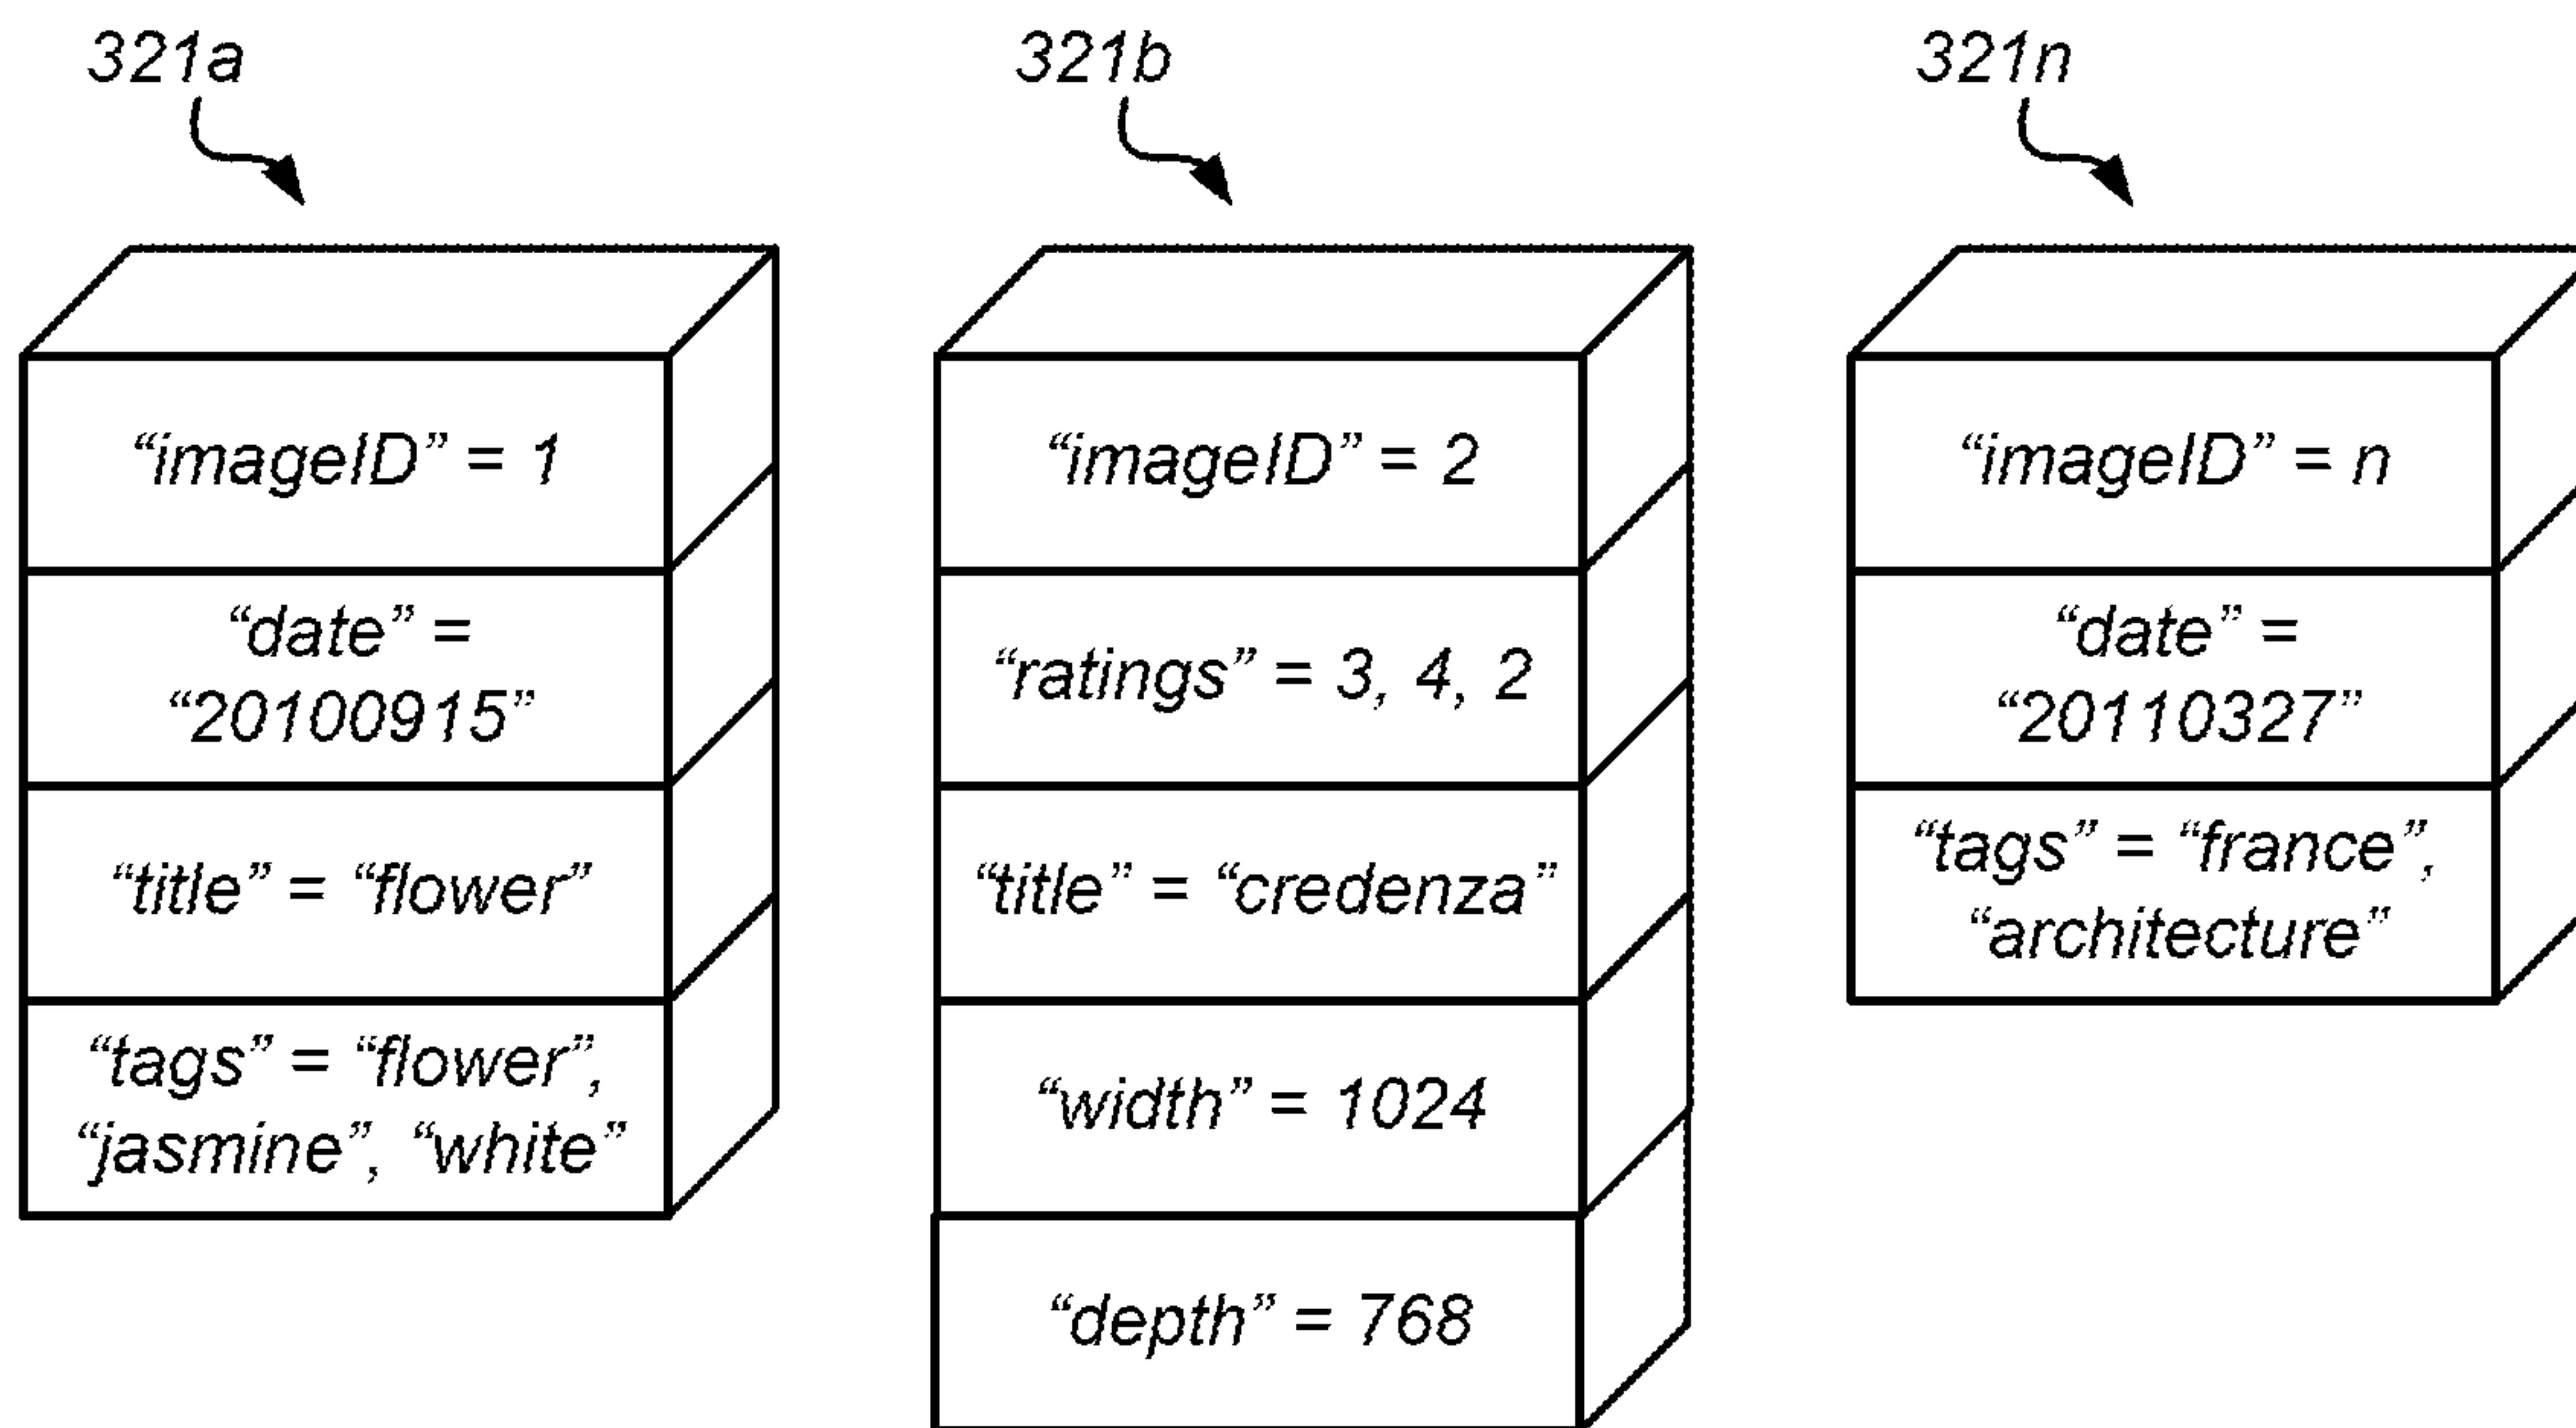 321a
“imageID” = 1
“date” =
“20100915”
“title” = “flower”
“tags” = “flower”,
“jasmine”, “white”
321b
“imageID” = 2
“ratings” = 3, 4, 2
“title” = “credenza”
“width” = 1024
“depth” = 768
321n
“imageID” = n
“date” =
“20110327”
“tags” = “france”,
“architecture”